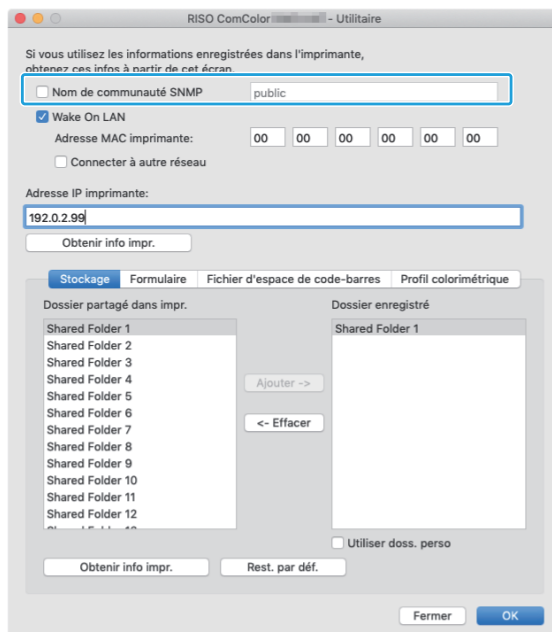 RISO ComColor - Utilitaire
Si vous utilisez les informations enregistrées dans l'imprimante,
obtenez ces infos à partir de cet écran.
Nom de communauté SNMP public
Wake On LAN
Adresse MAC imprimante: 00 00 00 00 00 00
Connecter à autre réseau
Adresse IP imprimante:
192.0.2.99
Obtenir info impr.
Stockage Formulaire Fichier d'espace de code-barres Profil colorimétrique
Dossier partagé dans impr. Dossier enregistré
Shared Folder 1 Shared Folder 1
Shared Folder 2
Shared Folder 3
Shared Folder 4
Shared Folder 5
Shared Folder 6
Shared Folder 7
Shared Folder 8
Shared Folder 9
Shared Folder 10
Shared Folder 11
Shared Folder 12
Ajouter ->
<- Effacer
Utiliser doss. perso
Obtenir info impr. Rest. par déf.
Fermer OK